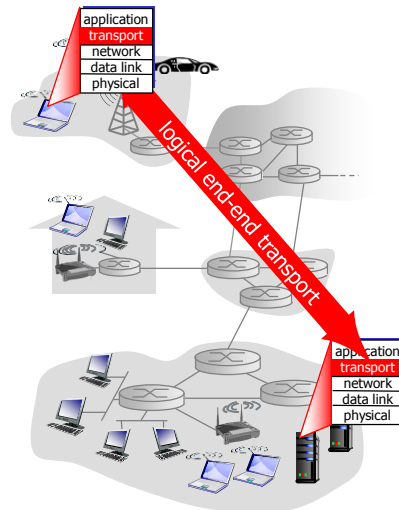 application
transport
network
data link
physical
logical end-end transport
application
transport
network
data link
physical